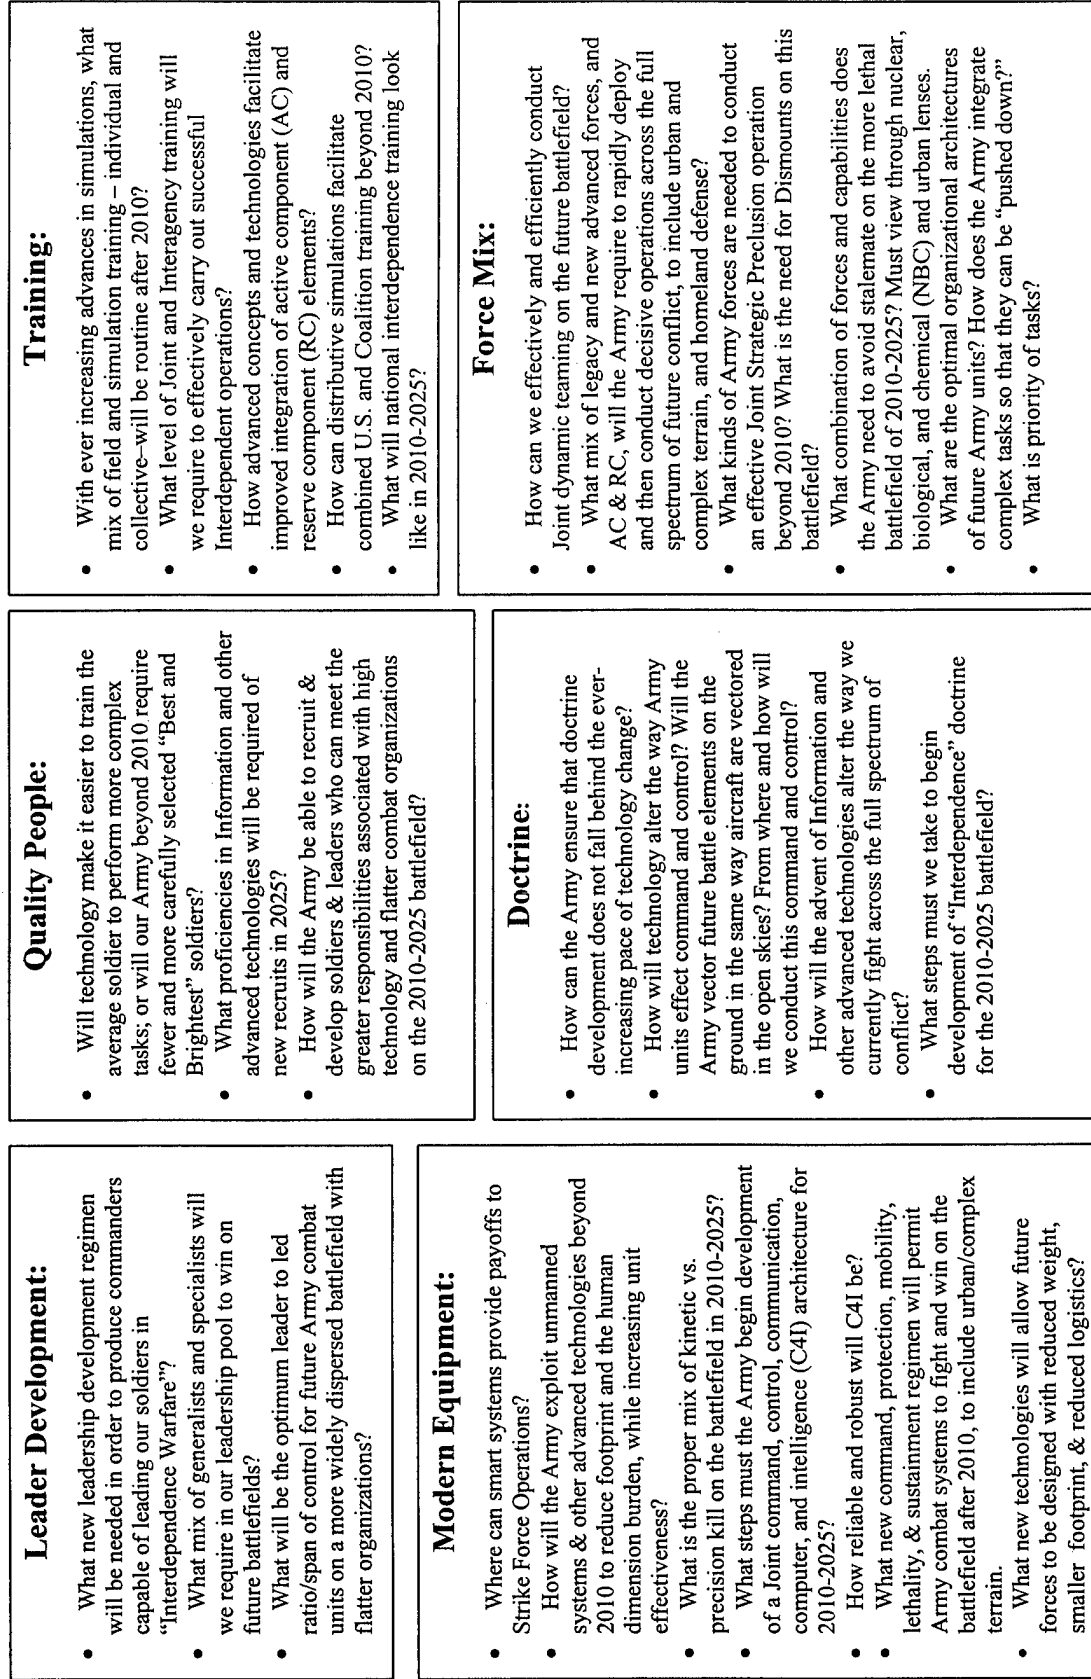 Leader Development:
• What new leadership development regimen
will be needed in order to produce commanders
capable of leading our soldiers in
“Interdependence Warfare”?
• What mix of generalists and specialists will
we require in our leadership pool to win on
future battlefields?
• What will be the optimum leader to led
ratio/span of control for future Army combat
units on a more widely dispersed battlefield with
flatter organizations?
Quality People:
• Will technology make it easier to train the
average soldier to perform more complex
tasks; or will our Army beyond 2010 require
fewer and more carefully selected “Best and
Brightest” soldiers?
• What proficiencies in Information and other
advanced technologies will be required of
new recruits in 2025?
• How will the Army be able to recruit &
develop soldiers & leaders who can meet the
greater responsibilities associated with high
technology and flatter combat organizations
on the 2010-2025 battlefield?
Training:
• With ever increasing advances in simulations, what
mix of field and simulation training – individual and
collective–will be routine after 2010?
• What level of Joint and Interagency training will
we require to effectively carry out successful
Interdependent operations?
• How advanced concepts and technologies facilitate
improved integration of active component (AC) and
reserve component (RC) elements?
• How can distributive simulations facilitate
combined U.S. and Coalition training beyond 2010?
• What will national interdependence training look
like in 2010-2025?
Modern Equipment:
• Where can smart systems provide payoffs to
Strike Force Operations?
• How will the Army exploit unmanned
systems & other advanced technologies beyond
2010 to reduce footprint and the human
dimension burden, while increasing unit
effectiveness?
• What is the proper mix of kinetic vs.
precision kill on the battlefield in 2010-2025?
• What steps must the Army begin development
of a Joint command, control, communication,
computer, and intelligence (C4I) architecture for
2010-2025?
• How reliable and robust will C4I be?
• What new command, protection, mobility,
lethality, & sustainment regimen will permit
Army combat systems to fight and win on the
battlefield after 2010, to include urban/complex
terrain.
• What new technologies will allow future
forces to be designed with reduced weight,
smaller footprint, & reduced logistics?
Doctrine:
• How can the Army ensure that doctrine
development does not fall behind the ever-
increasing pace of technology change?
• How will technology alter the way Army
units effect command and control? Will the
Army vector future battle elements on the
ground in the same way aircraft are vectored
in the open skies? From where and how will
we conduct this command and control?
• How will the advent of Information and
other advanced technologies alter the way we
currently fight across the full spectrum of
conflict?
• What steps must we take to begin
development of “Interdependence” doctrine
for the 2010-2025 battlefield?
Force Mix:
• How can we effectively and efficiently conduct
Joint dynamic teaming on the future battlefield?
• What mix of legacy and new advanced forces, and
AC & RC, will the Army require to rapidly deploy
and then conduct decisive operations across the full
spectrum of future conflict, to include urban and
complex terrain, and homeland defense?
• What kinds of Army forces are needed to conduct
an effective Joint Strategic Preclusion operation
beyond 2010? What is the need for Dismounts on this
battlefield?
• What combination of forces and capabilities does
the Army need to avoid stalemate on the more lethal
battlefield of 2010-2025? Must view through nuclear,
biological, and chemical (NBC) and urban lenses.
• What are the optimal organizational architectures
of future Army units? How does the Army integrate
complex tasks so that they can be “pushed down?”
• What is priority of tasks?